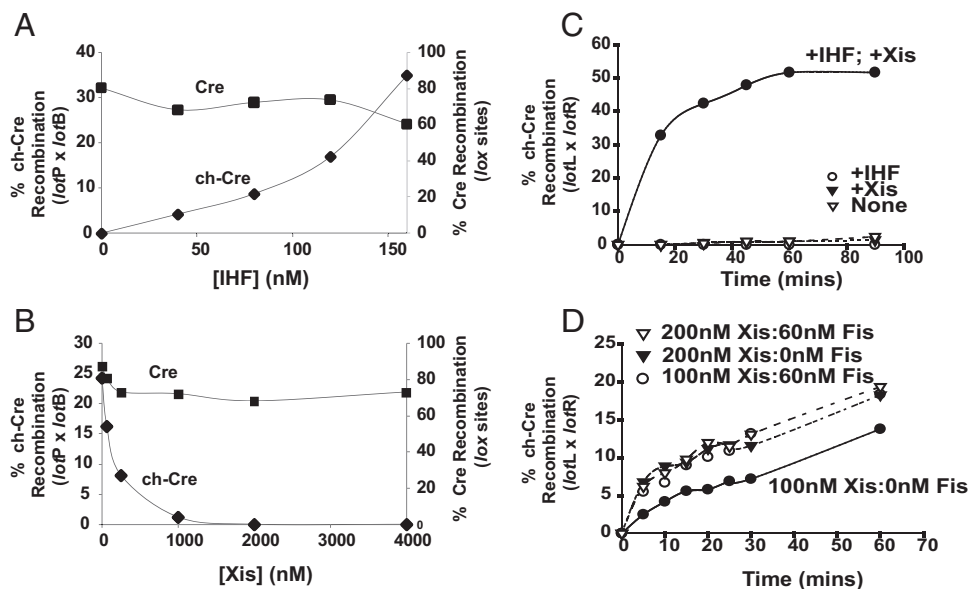 A
% ch-Cre
Recombination
(lotP x lotB)
40
30
20
10
0
Cre
ch-Cre
100
80
60
40
20
0
% Cre Recombination
(lox sites)
0 50 100 150
[IHF] (nM)
B
% ch-Cre
Recombination
(lotP x lotB)
30
25
20
15
10
5
0
Cre
ch-Cre
100
80
60
40
20
0
% Cre Recombination
(lox sites)
0 1000 2000 3000 4000
[Xis] (nM)
C
% ch-Cre
Recombination
(lotL x lotR)
60
50
40
30
20
10
0
+IHF; +Xis
+IHF
+Xis
None
0 20 40 60 80 100
Time (mins)
D
% ch-Cre
Recombination
(lotL x lotR)
25
20
15
10
5
0
200nM Xis:60nM Fis
200nM Xis:0nM Fis
100nM Xis:60nM Fis
100nM Xis:0nM Fis
0 10 20 30 40 50 60 70
Time (mins)